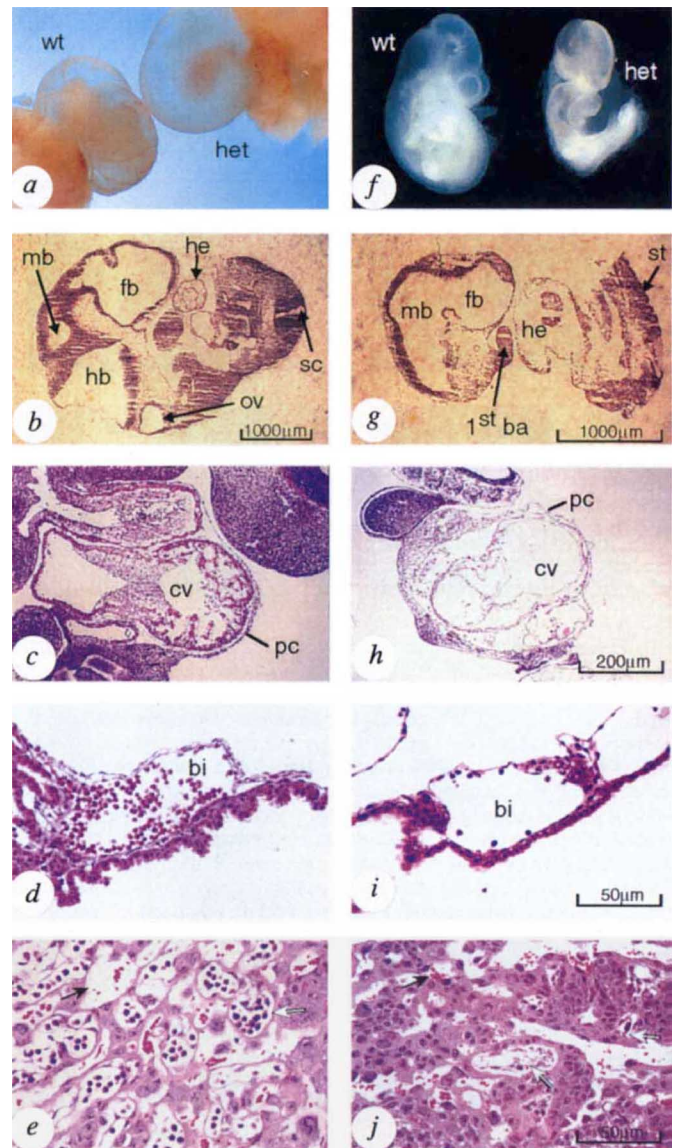 wt
het
a
wt
het
f
mb
fb
he
hb
sc
ov
1000µm
b
mb
fb
he
st
1st ba
1000µm
g
cv
pc
c
pc
cv
200µm
h
bi
d
bi
50µm
i
e
50µm
j